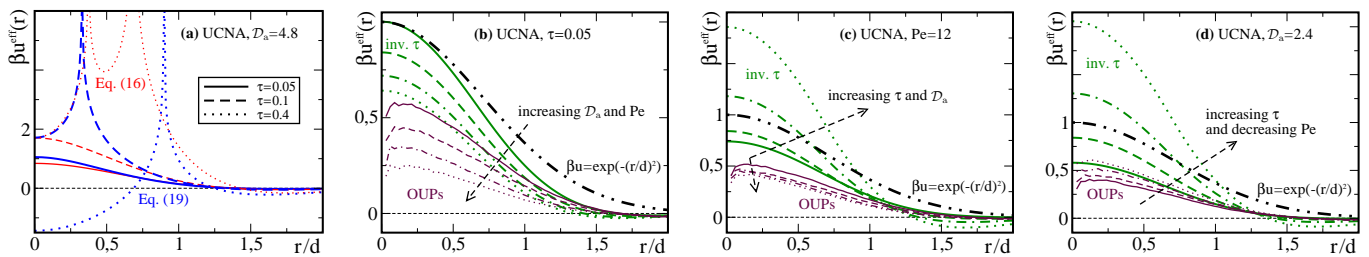 βu^eff(r)
(a) UCNA, 𝒟ₐ=4.8
Eq. (16)
τ=0.05
τ=0.1
τ=0.4
Eq. (19)
2
0
0
0,5
1
1,5
r/d
βu^eff(r)
(b) UCNA, τ=0.05
inv. τ
increasing 𝒟ₐ and Pe
βu=exp(-(r/d)²)
OUPs
0,5
0
0
0,5
1
1,5
r/d
βu^eff(r)
(c) UCNA, Pe=12
inv. τ
increasing τ and 𝒟ₐ
βu=exp(-(r/d)²)
OUPs
1
0,5
0
0
0,5
1
1,5
r/d
βu^eff(r)
(d) UCNA, 𝒟ₐ=2.4
inv. τ
increasing τ
and decreasing Pe
βu=exp(-(r/d)²)
OUPs
1
0,5
0
0
0,5
1
1,5
r/d